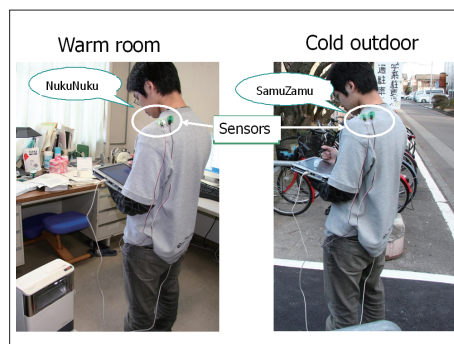 Warm room
Cold outdoor
NukuNuku
SamuZamu
Sensors